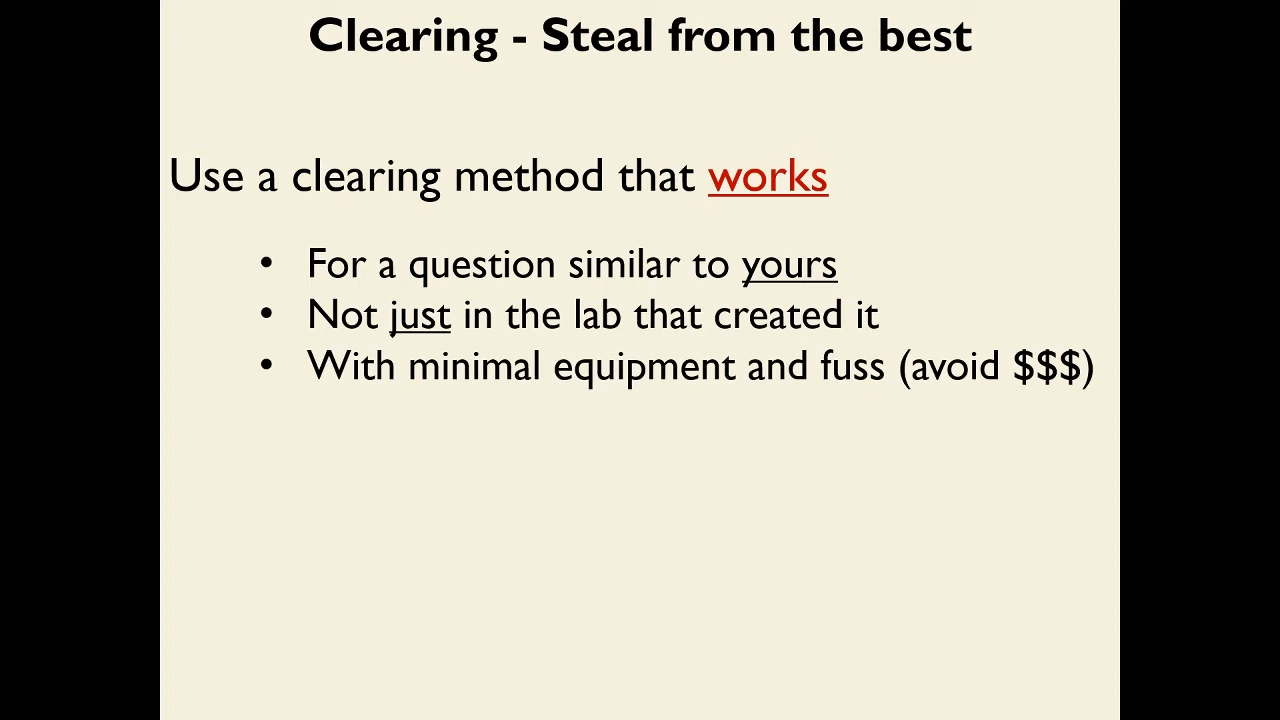 Clearing - Steal from the best
Use a clearing method that works
• For a question similar to yours
• Not just in the lab that created it
• With minimal equipment and fuss (avoid $$$)